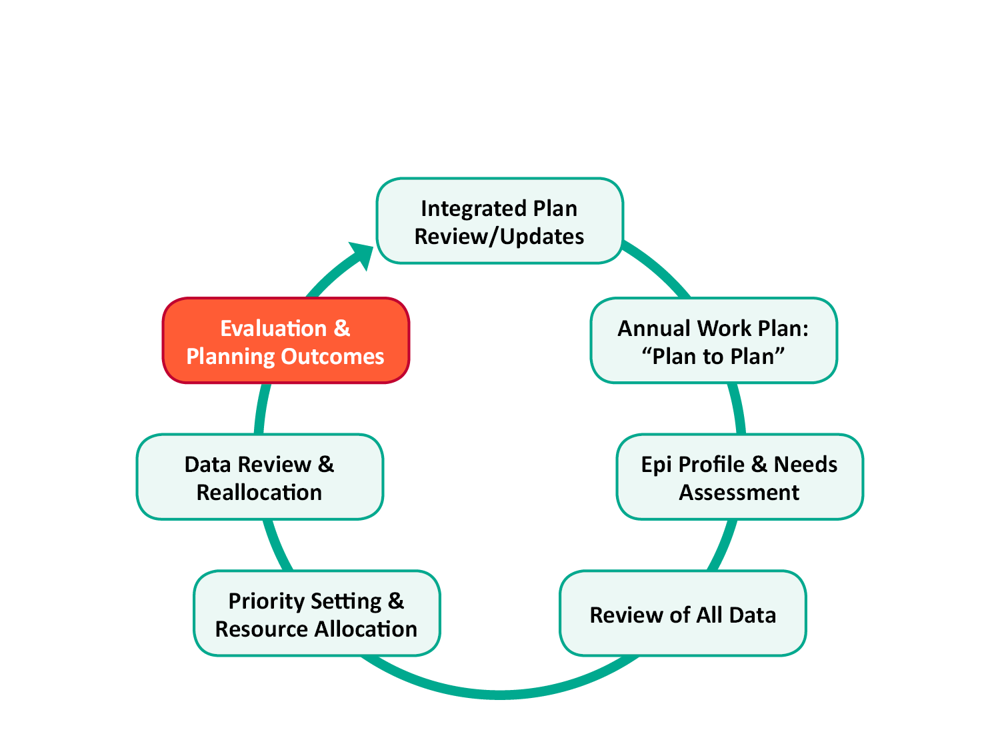 Integrated Plan
Review/Updates
Annual Work Plan:
“Plan to Plan”
Epi Profile & Needs
Assessment
Review of All Data
Priority Setting &
Resource Allocation
Data Review &
Reallocation
Evaluation &
Planning Outcomes